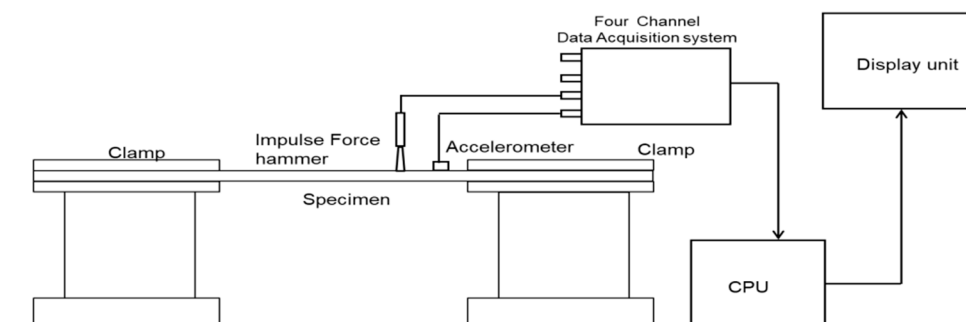 Four Channel
Data Acquisition system
Display unit
Impulse Force
hammer
Accelerometer
Clamp
Clamp
Specimen
CPU